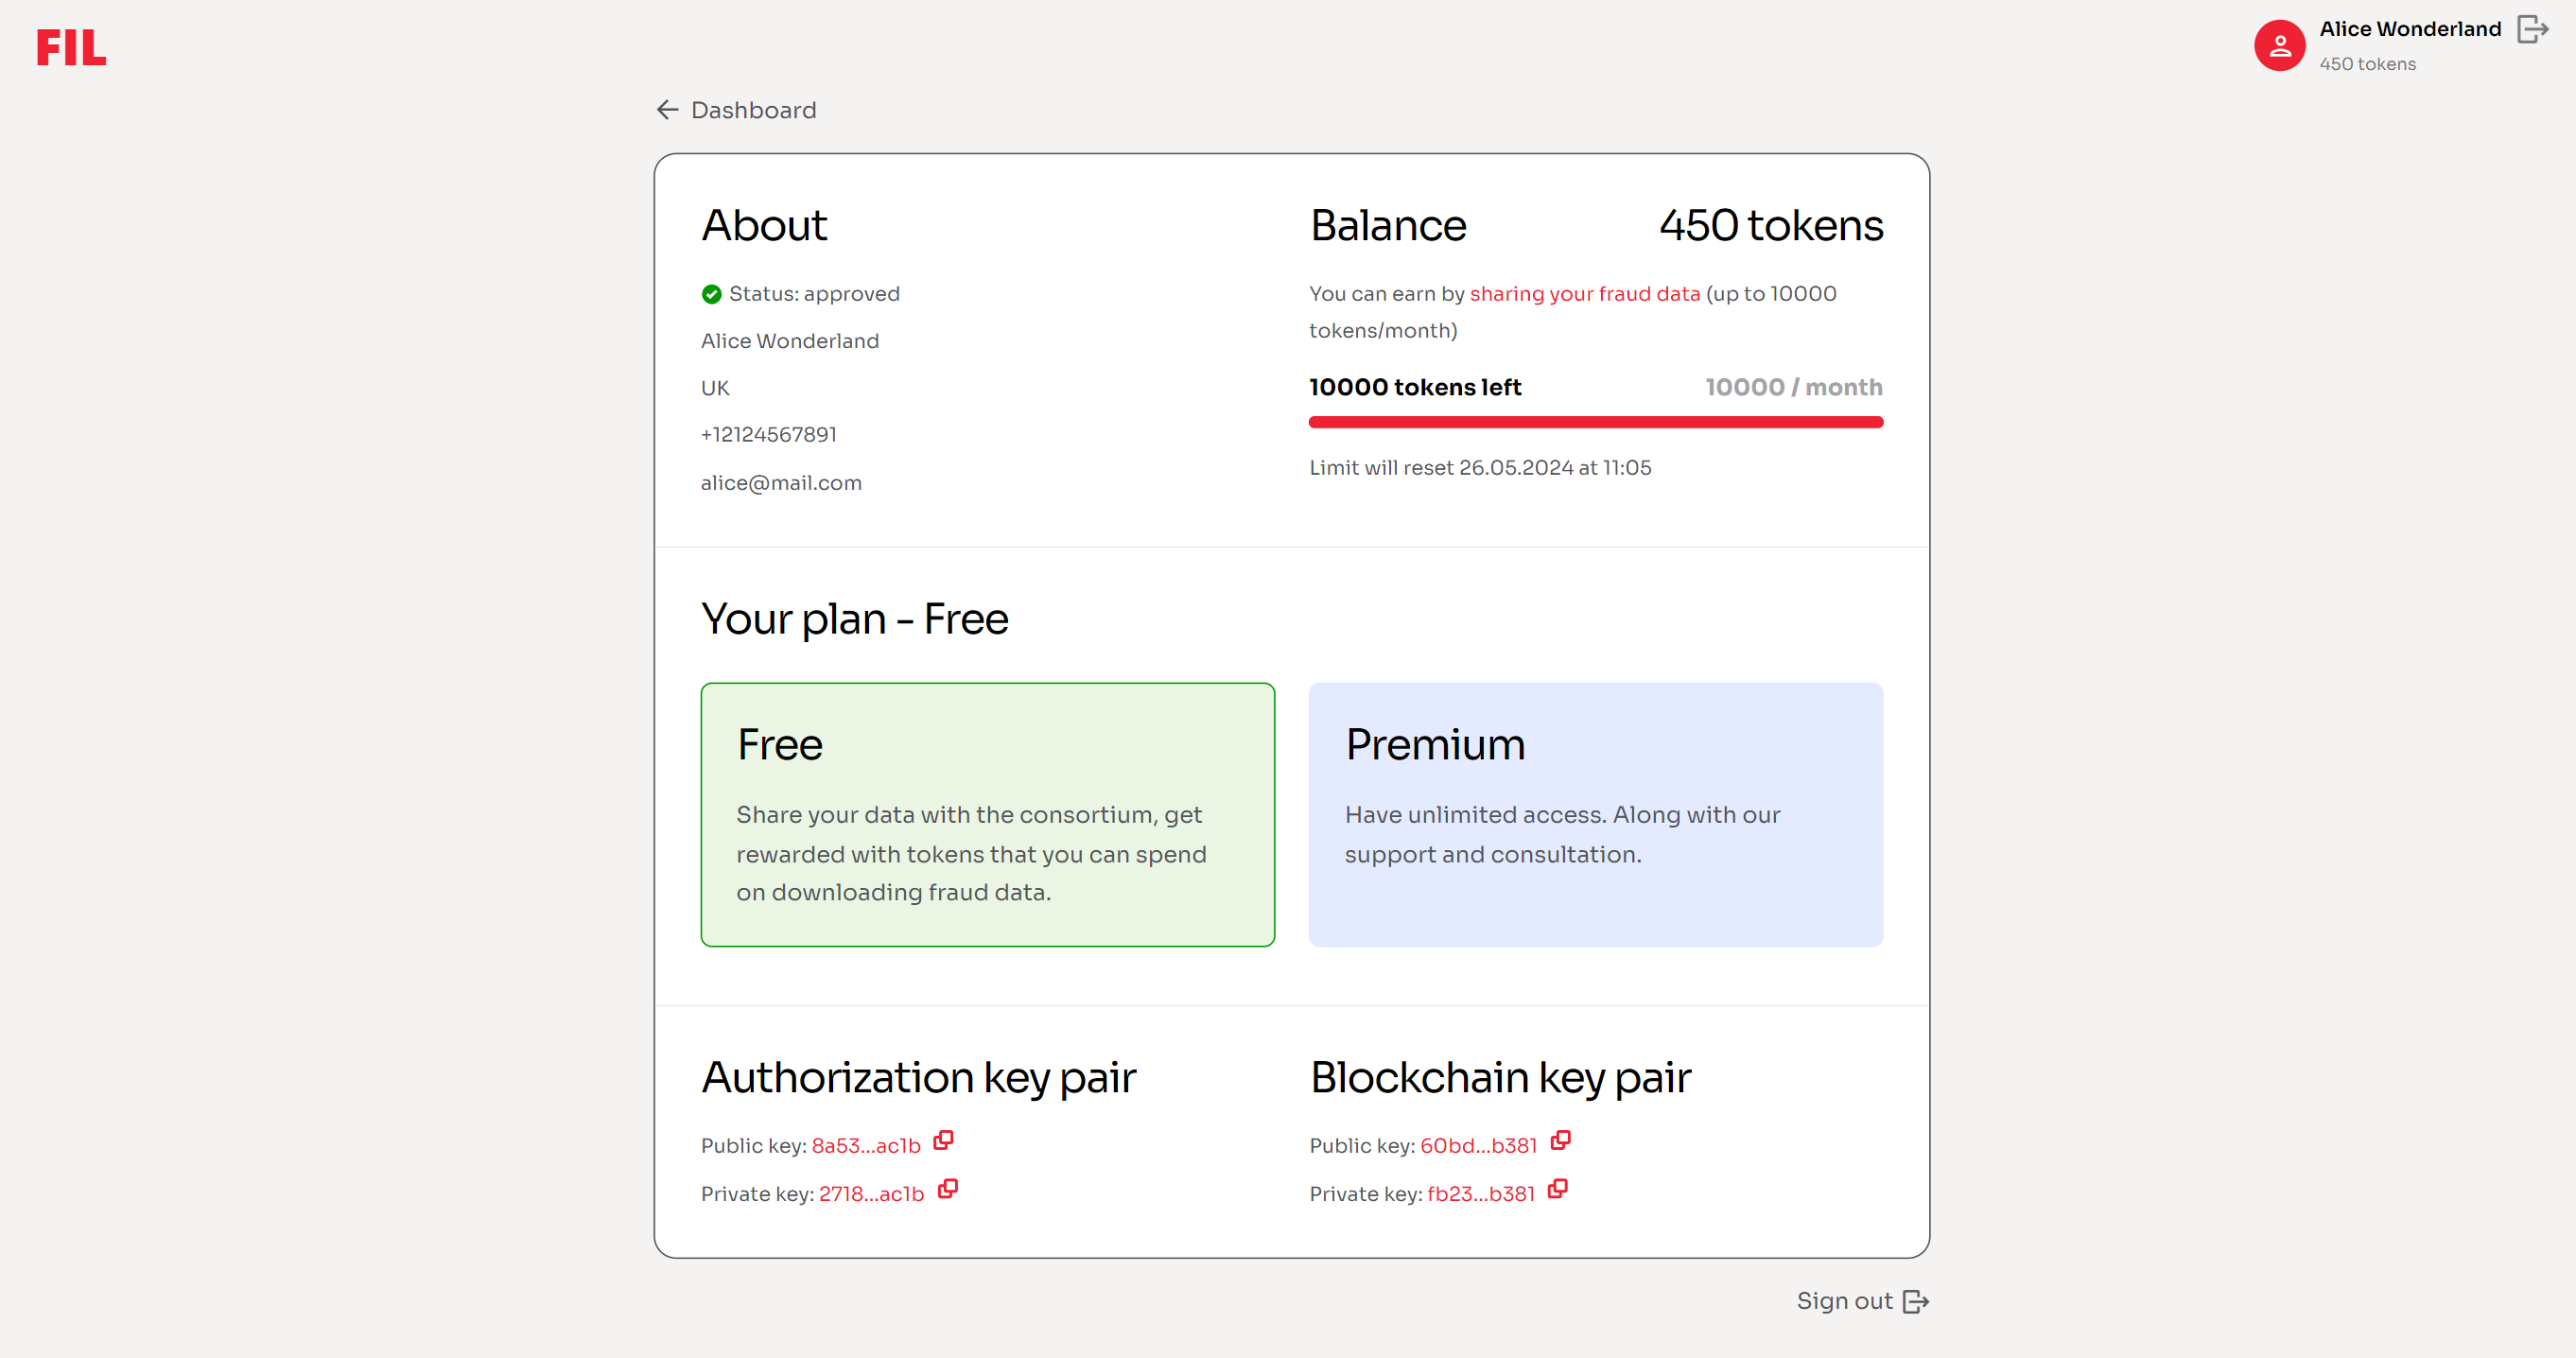 FIL
Alice Wonderland
450 tokens
Dashboard
About
Status: approved
Alice Wonderland
UK
+12124567891
alice@mail.com
Balance
450 tokens
You can earn by sharing your fraud data (up to 10000
tokens/month)
10000 tokens left
10000 / month
Limit will reset 26.05.2024 at 11:05
Your plan - Free
Free
Share your data with the consortium, get
rewarded with tokens that you can spend
on downloading fraud data.
Premium
Have unlimited access. Along with our
support and consultation.
Authorization key pair
Public key: 8a53...ac1b
Private key: 2718...ac1b
Blockchain key pair
Public key: 60bd...b381
Private key: fb23...b381
Sign out